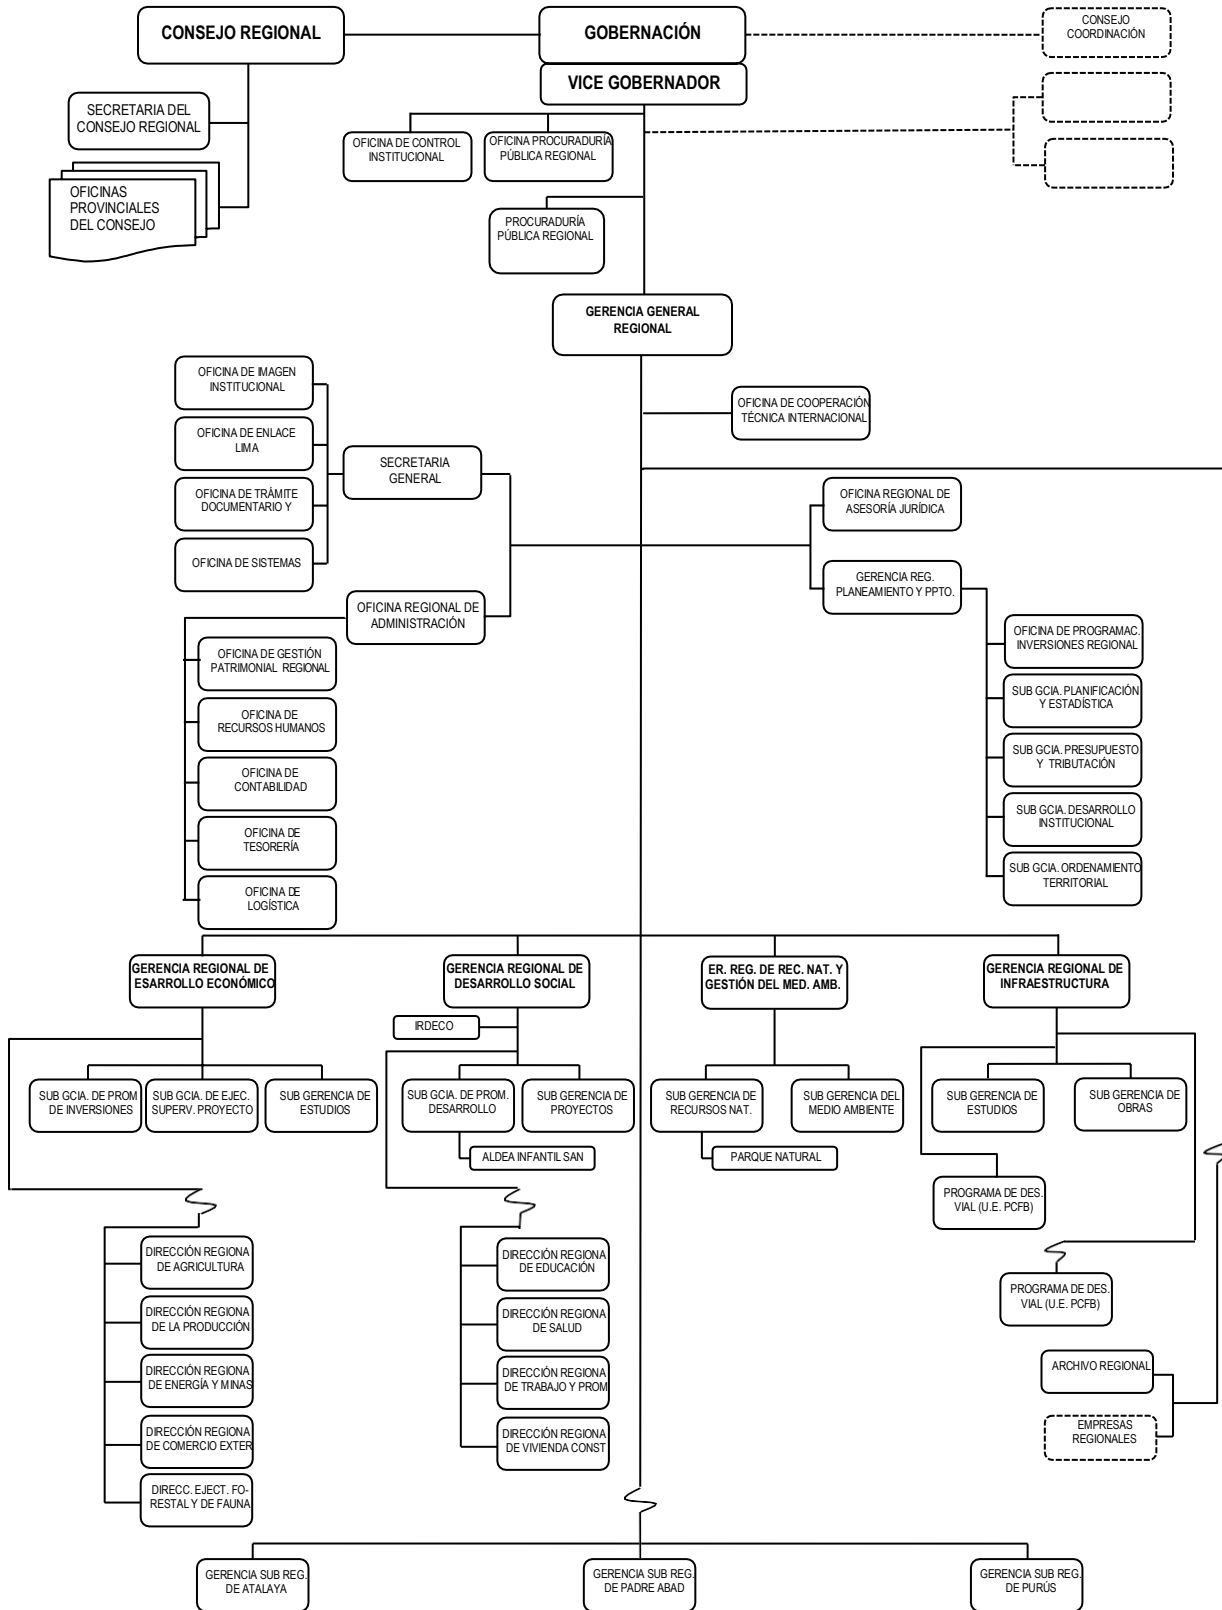 CONSEJO REGIONAL
GOBERNACIÓN
CONSEJO
COORDINACIÓN
VICE GOBERNADOR
SECRETARIA DEL
CONSEJO REGIONAL
OFICINA DE CONTROL
INSTITUCIONAL
OFICINA PROCURADURÍA
PÚBLICA REGIONAL
OFICINAS
PROVINCIALES
DEL CONSEJO
PROCURADURÍA
PÚBLICA REGIONAL
GERENCIA GENERAL
REGIONAL
OFICINA DE IMAGEN
INSTITUCIONAL
OFICINA DE COOPERACIÓN
TÉCNICA INTERNACIONAL
OFICINA DE ENLACE
LIMA
SECRETARIA
GENERAL
OFICINA DE TRÁMITE
DOCUMENTARIO Y
OFICINA REGIONAL DE
ASESORÍA JURÍDICA
OFICINA DE SISTEMAS
GERENCIA REG.
PLANEAMIENTO Y PPTO.
OFICINA REGIONAL DE
ADMINISTRACIÓN
OFICINA DE GESTIÓN
PATRIMONIAL REGIONAL
OFICINA DE
RECURSOS HUMANOS
OFICINA DE
CONTABILIDAD
OFICINA DE
TESORERÍA
OFICINA DE
LOGÍSTICA
OFICINA DE PROGRAMAC.
INVERSIONES REGIONAL
SUB GCIA. PLANIFICACIÓN
Y ESTADÍSTICA
SUB GCIA. PRESUPUESTO
Y TRIBUTACIÓN
SUB GCIA. DESARROLLO
INSTITUCIONAL
SUB GCIA. ORDENAMIENTO
TERRITORIAL
GERENCIA REGIONAL DE
ESARROLLO ECONÓMICO
GERENCIA REGIONAL DE
DESARROLLO SOCIAL
ER. REG. DE REC. NAT. Y
GESTIÓN DEL MED. AMB.
GERENCIA REGIONAL DE
INFRAESTRUCTURA
IRDECO
SUB GCIA. DE PROM
DE INVERSIONES
SUB GCIA. DE EJEC.
SUPERV. PROYECTO
SUB GERENCIA DE
ESTUDIOS
SUB GCIA. DE PROM.
DESARROLLO
SUB GERENCIA DE
PROYECTOS
SUB GERENCIA DE
RECURSOS NAT.
SUB GERENCIA DEL
MEDIO AMBIENTE
SUB GERENCIA DE
ESTUDIOS
SUB GERENCIA DE
OBRAS
ALDEA INFANTIL SAN
PARQUE NATURAL
PROGRAMA DE DES.
VIAL (U.E. PCFB)
PROGRAMA DE DES.
VIAL (U.E. PCFB)
DIRECCIÓN REGIONA
DE AGRICULTURA
DIRECCIÓN REGIONA
DE LA PRODUCCIÓN
DIRECCIÓN REGIONA
DE ENERGÍA Y MINAS
DIRECCIÓN REGIONA
DE COMERCIO EXTER
DIRECC. EJECT. FO-
RESTAL Y DE FAUNA
DIRECCIÓN REGIONA
DE EDUCACIÓN
DIRECCIÓN REGIONA
DE SALUD
DIRECCIÓN REGIONA
DE TRABAJO Y PROM
DIRECCIÓN REGIONA
DE VIVIENDA CONST
ARCHIVO REGIONAL
EMPRESAS
REGIONALES
GERENCIA SUB REG.
DE ATALAYA
GERENCIA SUB REG.
DE PADRE ABAD
GERENCIA SUB REG.
DE PURÚS